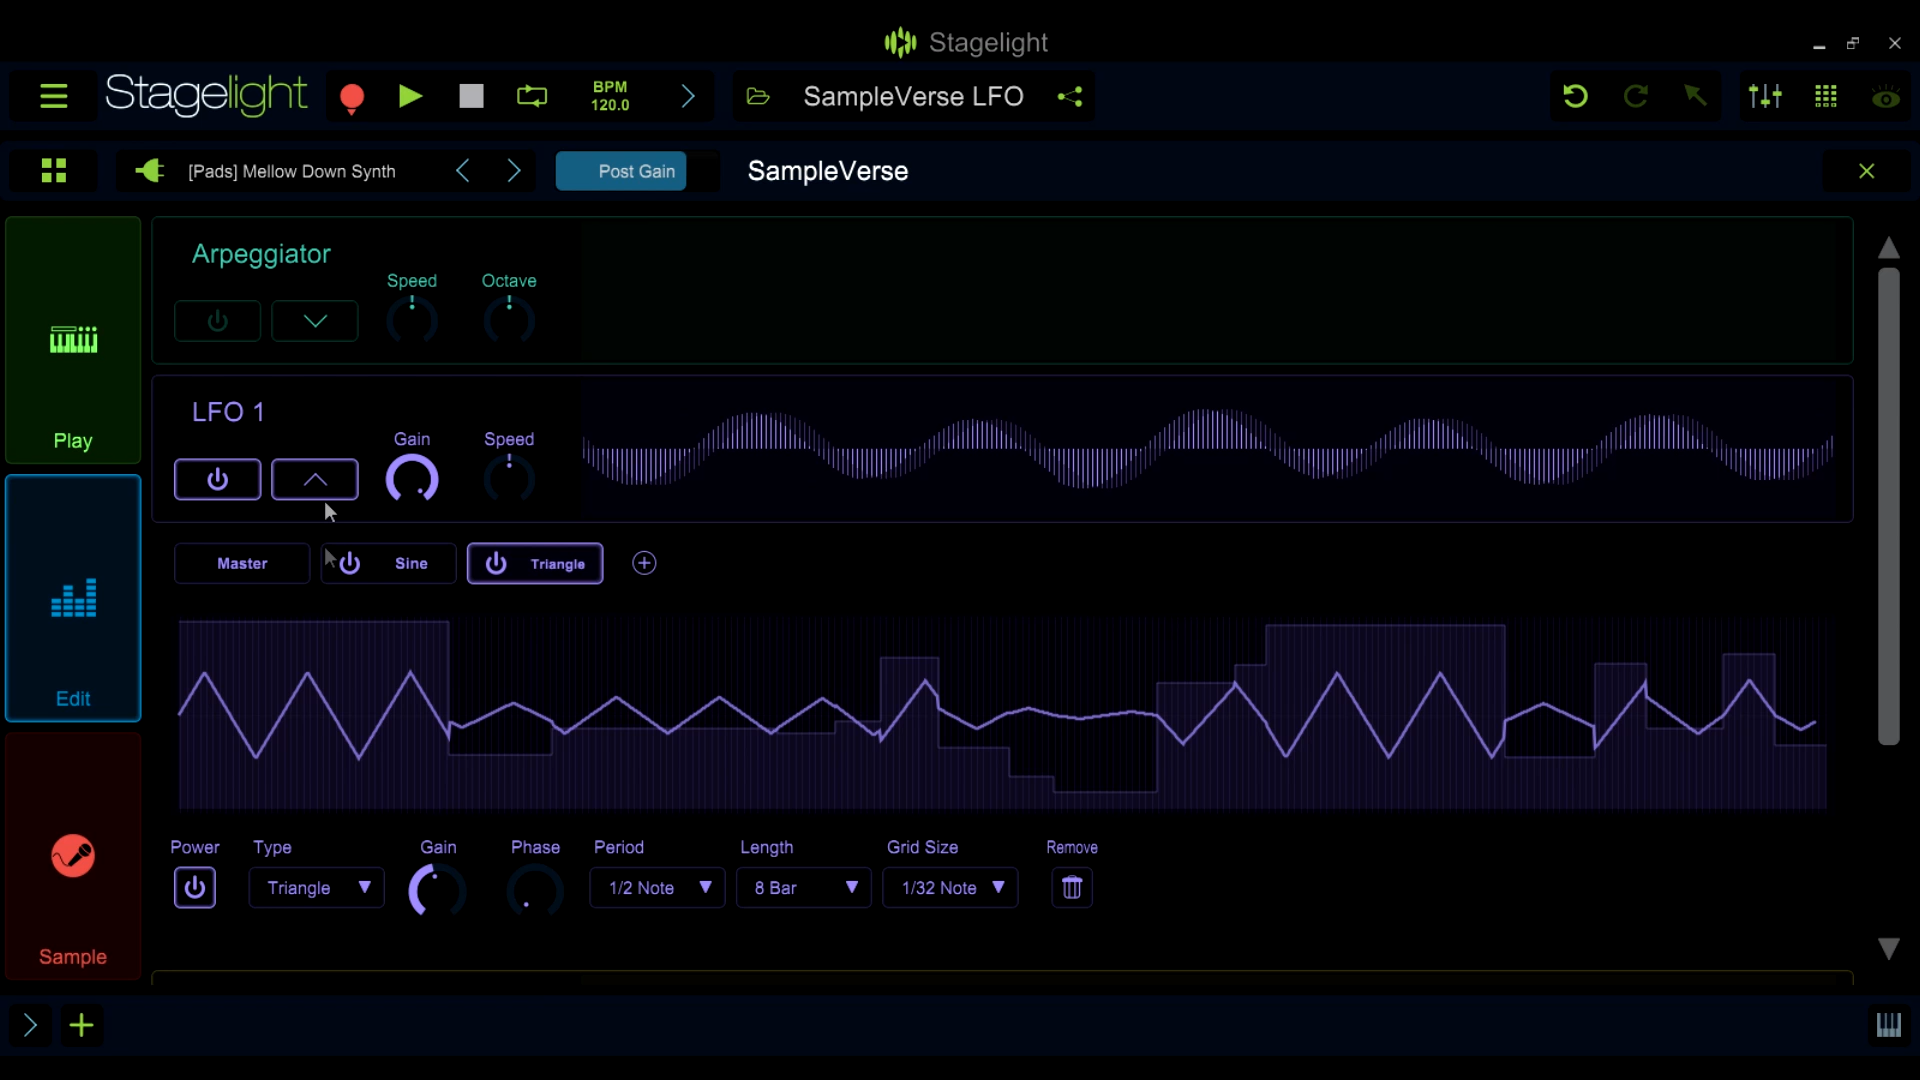 Stagelight
Stagelight
BPM
120.0
SampleVerse LFO
[Pads] Mellow Down Synth
Post Gain
SampleVerse
Play
Edit
Sample
Arpeggiator
Speed
Octave
LFO 1
Gain
Speed
Master
Sine
Triangle
Power
Type
Gain
Phase
Period
Length
Grid Size
Remove
Triangle
1/2 Note
8 Bar
1/32 Note